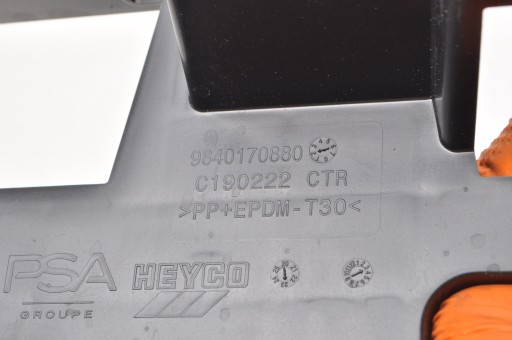 9840170880
C190222 CTR
>PP+EPDM-T30<
PSA HEYCO
GROUPE